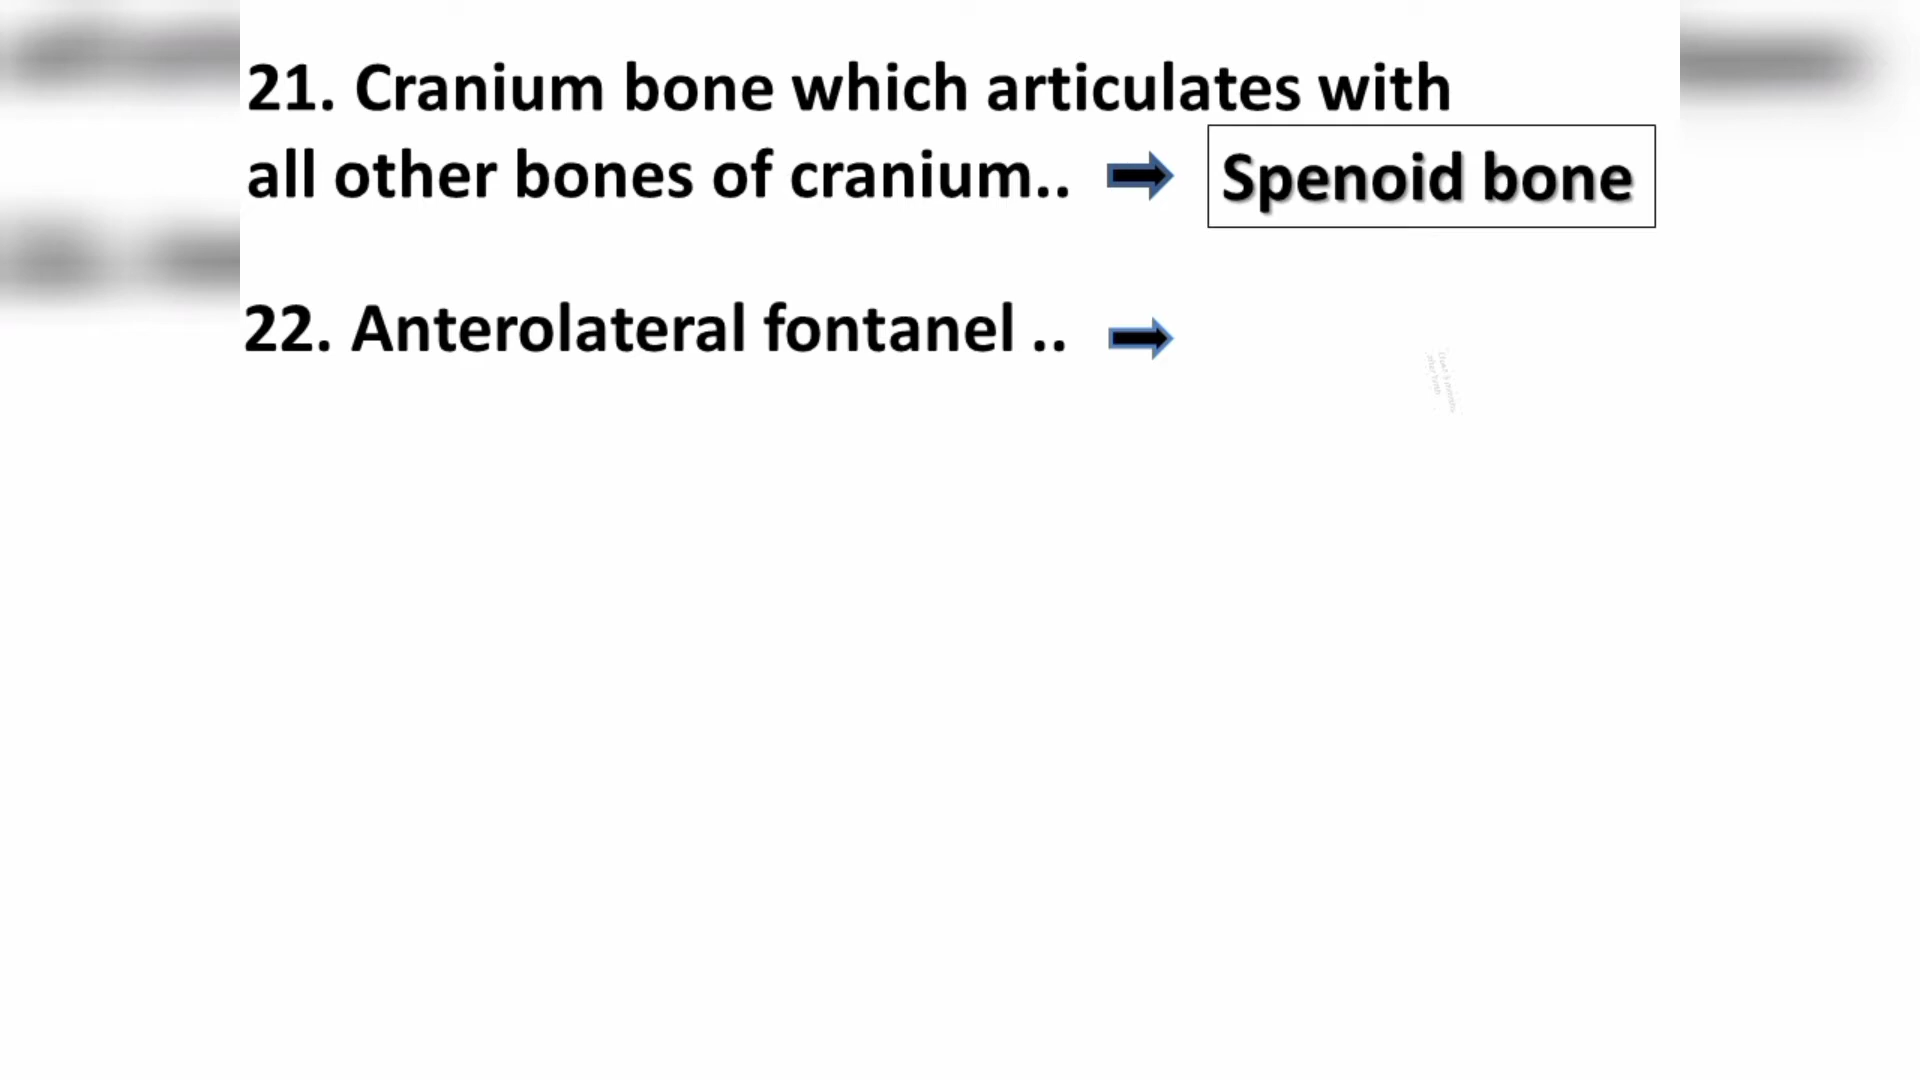 21. Cranium bone which articulates with
all other bones of cranium..
Spenoid bone
22. Anterolateral fontanel ..